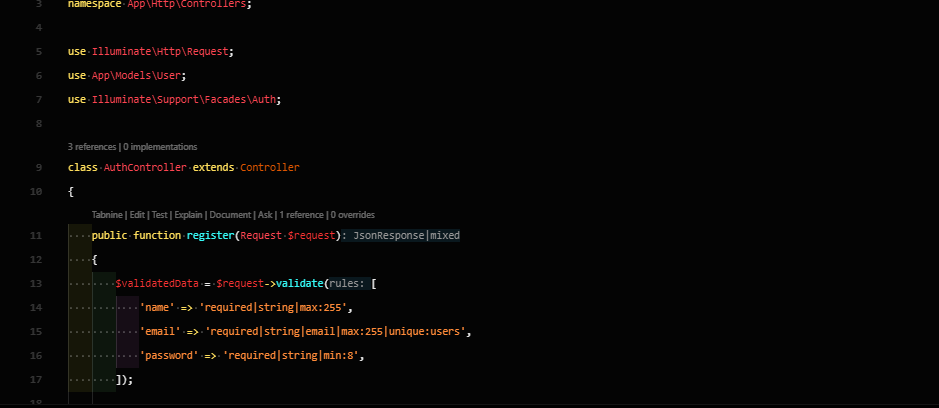 3 namespace App\Http\Controllers;
4
5 use Illuminate\Http\Request;
6 use App\Models\User;
7 use Illuminate\Support\Facades\Auth;
8
3 references | 0 implementations
9 class AuthController extends Controller
10 {
Tabnine | Edit | Test | Explain | Document | Ask | 1 reference | 0 overrides
11 ····public function register(Request $request): JsonResponse|mixed
12 ····{
13 ········$validatedData = $request->validate(rules: [
14 ············'name' => 'required|string|max:255',
15 ············'email' => 'required|string|email|max:255|unique:users',
16 ············'password' => 'required|string|min:8',
17 ········]);
18